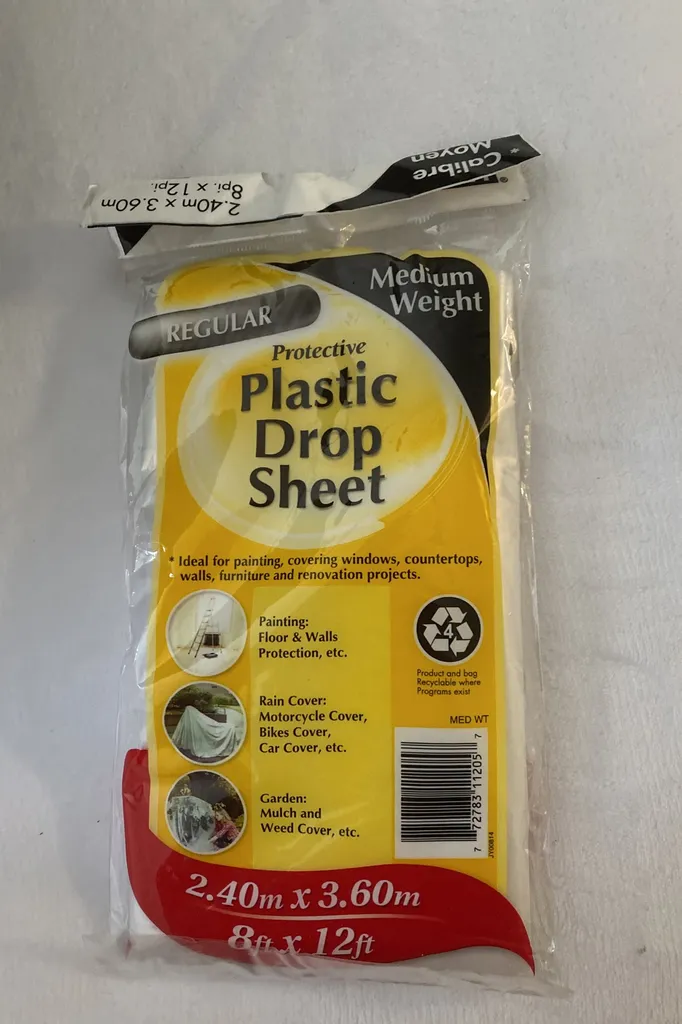 * Calibre
Moyen
2.40m x 3.60m
8pi. x 12pi.
Medium
Weight
REGULAR
Protective
Plastic
Drop
Sheet
* Ideal for painting, covering windows, countertops,
walls, furniture and renovation projects.
Painting:
Floor & Walls
Protection, etc.
4
Product and bag
Recyclable where
Programs exist
Rain Cover:
Motorcycle Cover,
Bikes Cover,
Car Cover, etc.
MED WT
Garden:
Mulch and
Weed Cover, etc.
7 72783 11205 7
2.40m x 3.60m
8ft x 12ft